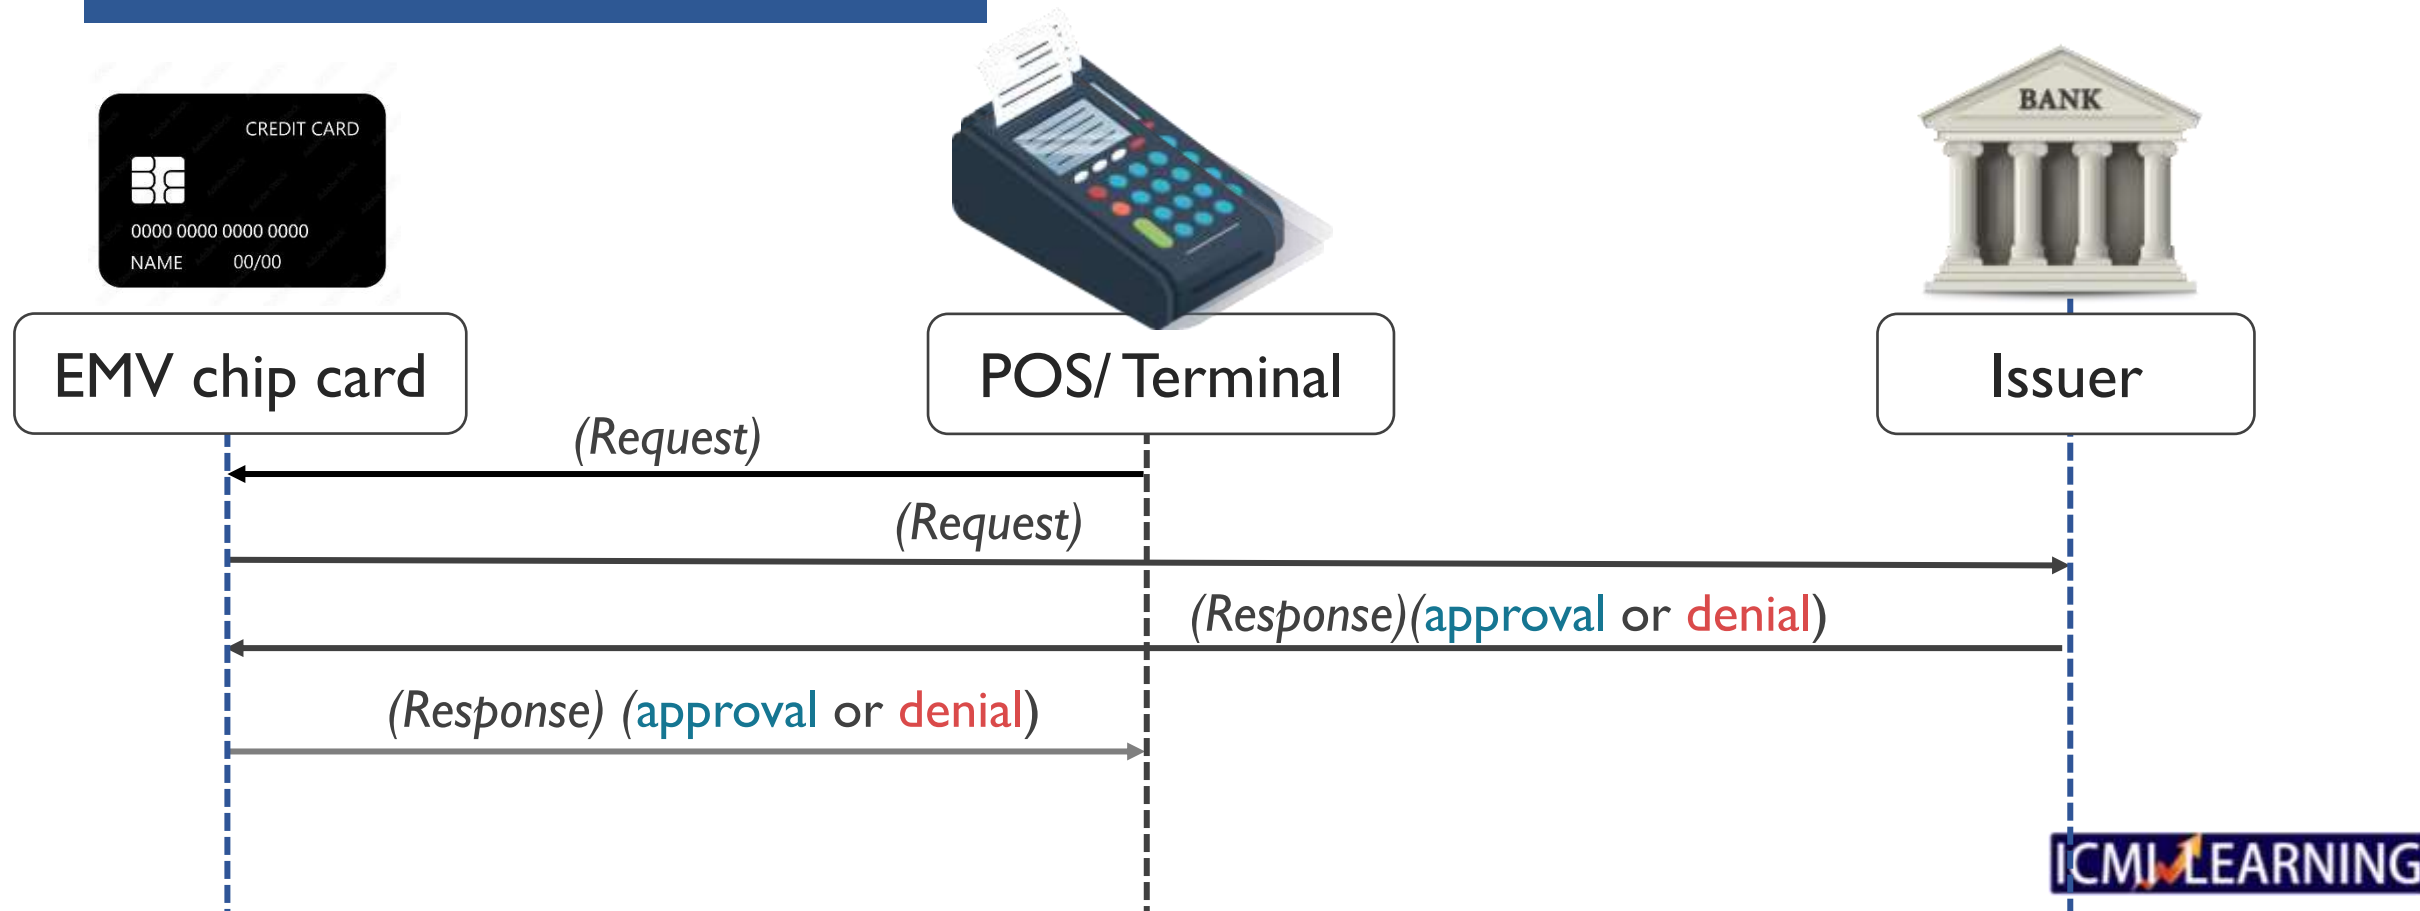 CREDIT CARD
0000 0000 0000 0000
NAME 00/00
BANK
EMV chip card
POS/ Terminal
Issuer
(Request)
(Request)
(Response)(approval or denial)
(Response) (approval or denial)
ICMI LEARNING